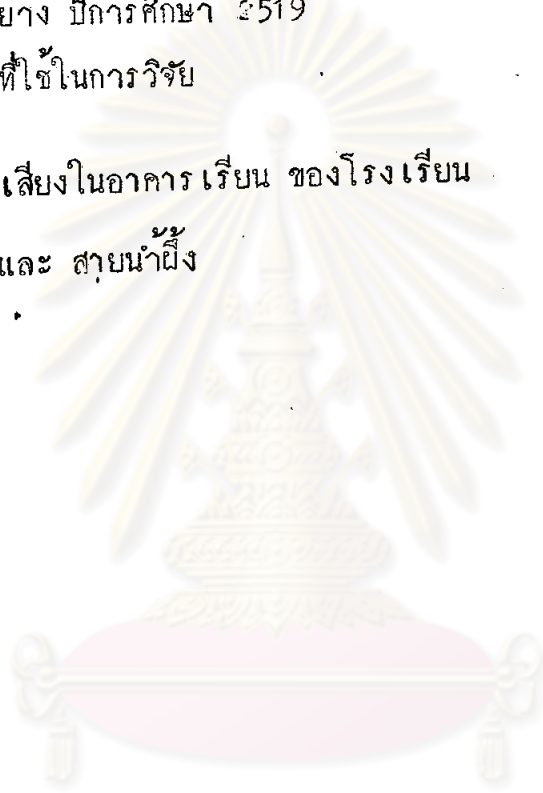 ยาง ปีการศึกษา 2519
ที่ใช้ในการวิจัย
เสียงในอาคารเรียน ของโรงเรียน
และ สายน้ำผึ้ง